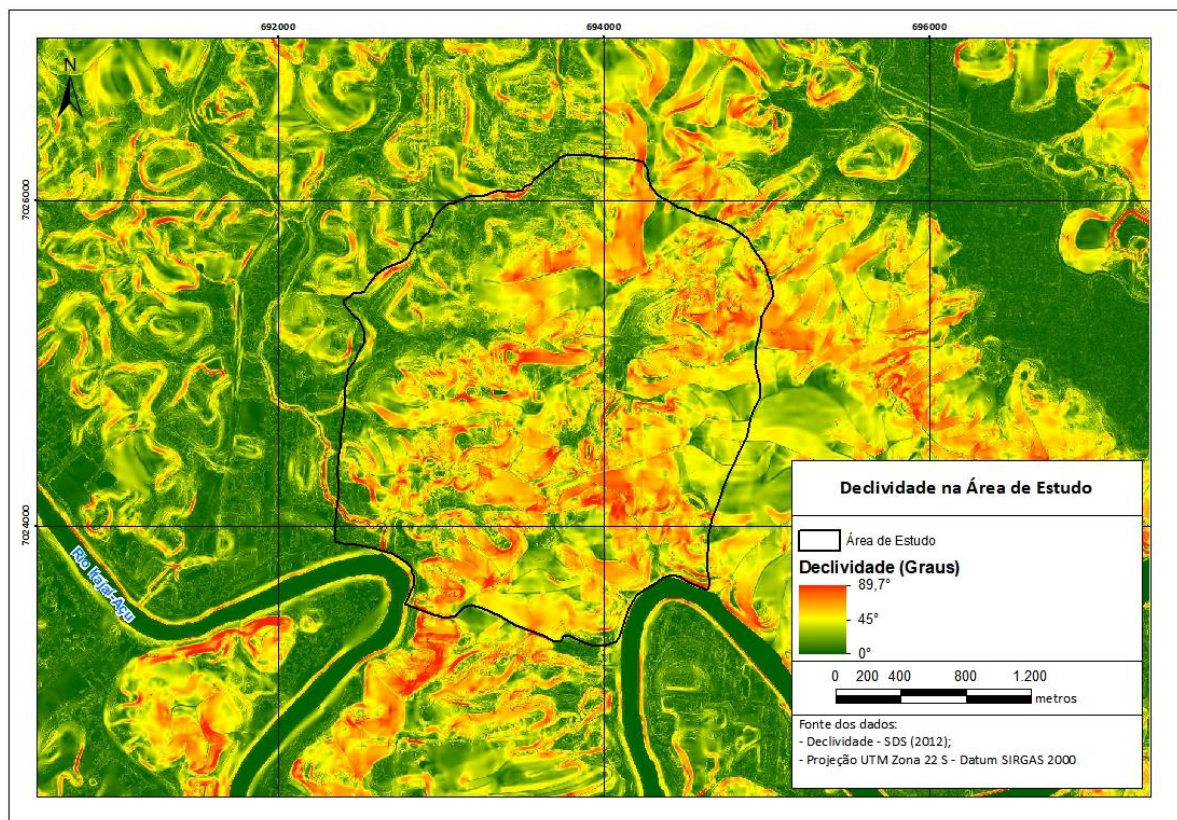 692000
694000
696000
N
7026000
7024000
Rio Itajaí-Açu
Declividade na Área de Estudo
Área de Estudo
Declividade (Graus)
89,7°
45°
0°
0 200 400 800 1.200
metros
Fonte dos dados:
- Declividade - SDS (2012);
- Projeção UTM Zona 22 S - Datum SIRGAS 2000